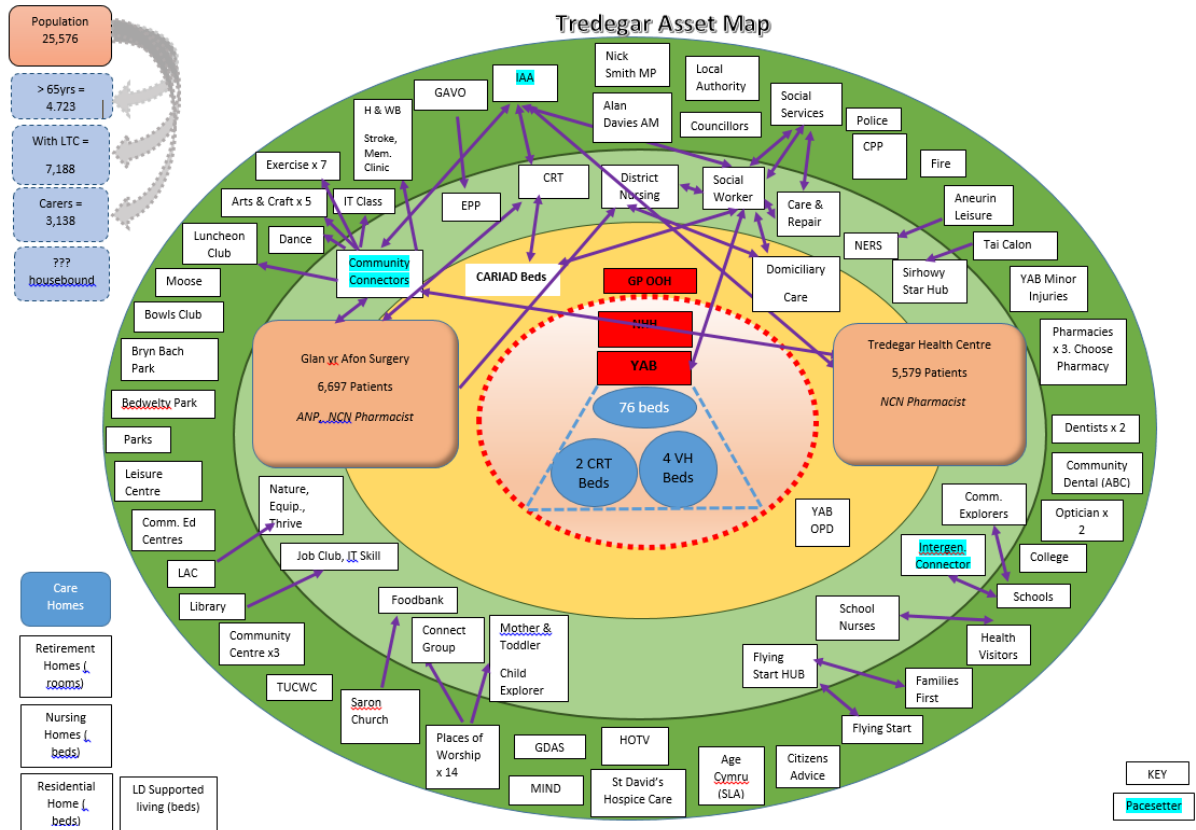 Tredegar Asset Map
Population
25,576
> 65yrs =
4.723
With LTC =
7,188
Carers =
3,138
???
housebound
Nick
Smith MP
Local
Authority
IAA
GAVO
H & WB
Stroke,
Mem.
Clinic
Alan
Davies AM
Councillors
Social
Services
Police
CPP
Fire
Exercise x 7
Arts & Craft x 5
IT Class
Luncheon
Club
Dance
EPP
CRT
District
Nursing
Social
Worker
Care &
Repair
Aneurin
Leisure
NERS
Tai Calon
Sirhowy
Star Hub
YAB Minor
Injuries
Moose
Community
Connectors
CARIAD Beds
GP OOH
Domiciliary
Care
Bowls Club
NHH
YAB
Bryn Bach
Park
Glan yr Afon Surgery
6,697 Patients
ANP, NCN Pharmacist
Tredegar Health Centre
5,579 Patients
NCN Pharmacist
Pharmacies
x 3. Choose
Pharmacy
76 beds
Bedwelty Park
Parks
Dentists x 2
Leisure
Centre
2 CRT
Beds
4 VH
Beds
Community
Dental (ABC)
Nature,
Equip.,
Thrive
Comm.
Explorers
Comm. Ed
Centres
YAB
OPD
Optician x
2
Job Club, IT Skill
Intergen.
Connector
College
LAC
Schools
Library
Care
Homes
Foodbank
School
Nurses
Community
Centre x3
Connect
Group
Mother &
Toddler
Child
Explorer
Health
Visitors
Retirement
Homes (
rooms)
Flying
Start HUB
Families
First
TUCWC
Saron
Church
Nursing
Homes (
beds)
Places of
Worship
x 14
Flying Start
GDAS
HOTV
Age
Cymru
(SLA)
Citizens
Advice
MIND
St David's
Hospice Care
Residential
Home (
beds)
LD Supported
living (beds)
KEY
Pacesetter